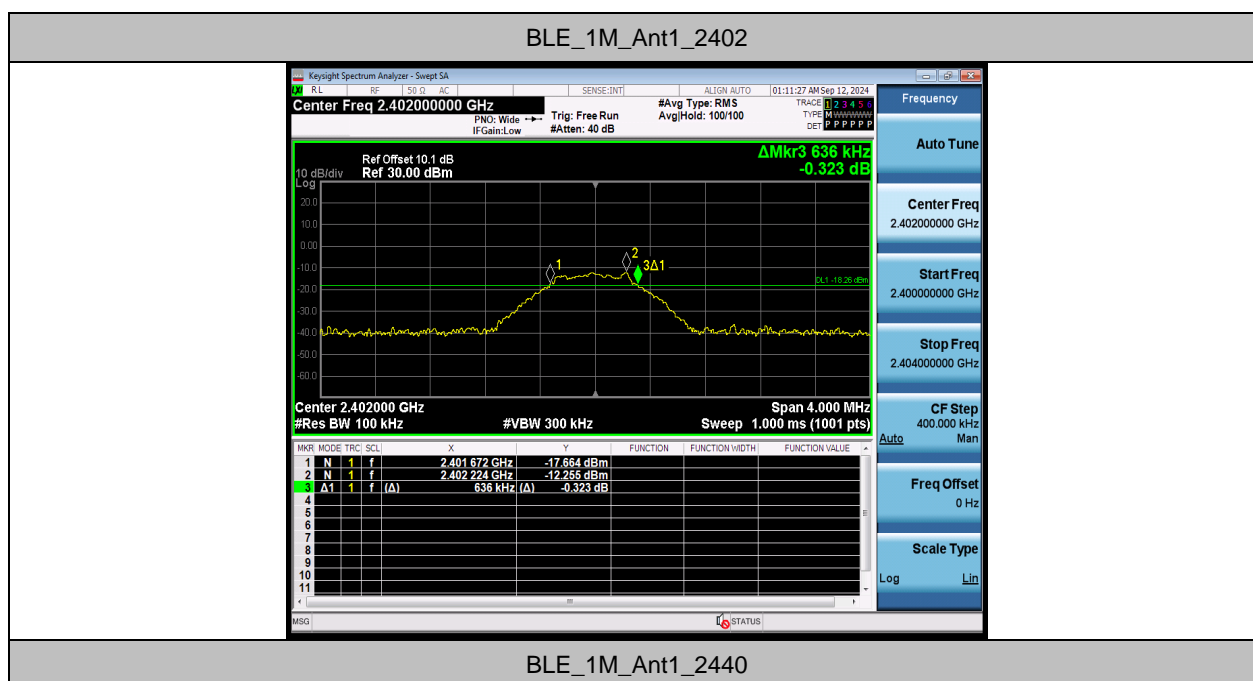 BLE_1M_Ant1_2402
Keysight Spectrum Analyzer - Swept SA
RL RF 50 Ω AC SENSE:INT ALIGN AUTO 01:11:27 AM Sep 12, 2024
Center Freq 2.402000000 GHz
PNO: Wide
IFGain:Low
Trig: Free Run
#Atten: 40 dB
#Avg Type: RMS
Avg|Hold: 100/100
TRACE 1 2 3 4 5 6
TYPE M W W W W W
DET P P P P P P
Frequency
Auto Tune
Center Freq
2.402000000 GHz
Start Freq
2.400000000 GHz
Stop Freq
2.404000000 GHz
CF Step
400.000 kHz
Auto Man
Freq Offset
0 Hz
Scale Type
Log Lin
ΔMkr3 636 kHz
-0.323 dB
Ref Offset 10.1 dB
10 dB/div Ref 30.00 dBm
Log
20.0
10.0
0.00
-10.0
-20.0
-30.0
-40.0
-50.0
-60.0
1
2
3Δ1
DL1 -18.26 dBm
Center 2.402000 GHz Span 4.000 MHz
#Res BW 100 kHz #VBW 300 kHz Sweep 1.000 ms (1001 pts)
MKR MODE TRC SCL X Y FUNCTION FUNCTION WIDTH FUNCTION VALUE
1 N 1 f 2.401 672 GHz -17.664 dBm
2 N 1 f 2.402 224 GHz -12.255 dBm
3 Δ1 1 f (Δ) 636 kHz (Δ) -0.323 dB
4
5
6
7
8
9
10
11
MSG STATUS
BLE_1M_Ant1_2440